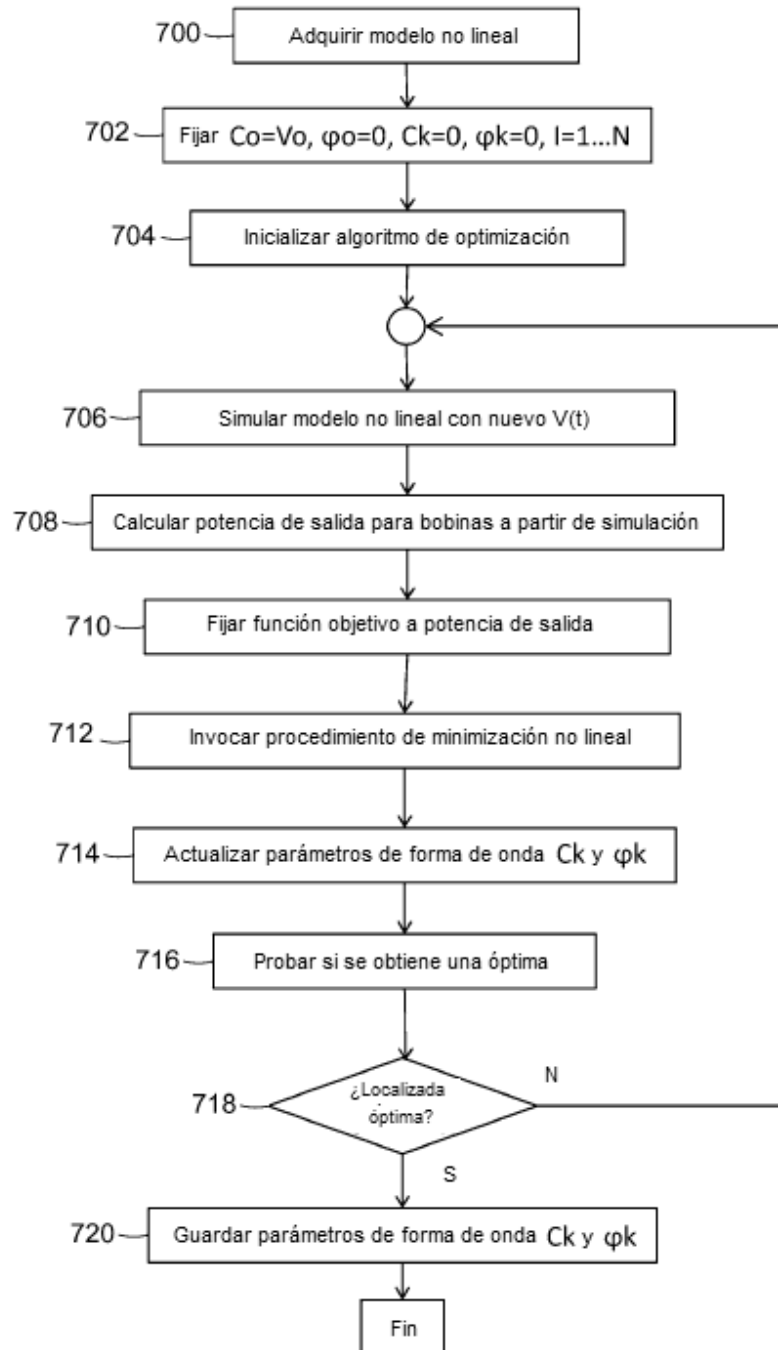 700
Adquirir modelo no lineal
702
Fijar Co=Vo, φo=0, Ck=0, φk=0, I=1...N
704
Inicializar algoritmo de optimización
706
Simular modelo no lineal con nuevo V(t)
708
Calcular potencia de salida para bobinas a partir de simulación
710
Fijar función objetivo a potencia de salida
712
Invocar procedimiento de minimización no lineal
714
Actualizar parámetros de forma de onda Ck y φk
716
Probar si se obtiene una óptima
718
¿Localizada
óptima?
N
S
720
Guardar parámetros de forma de onda Ck y φk
Fin